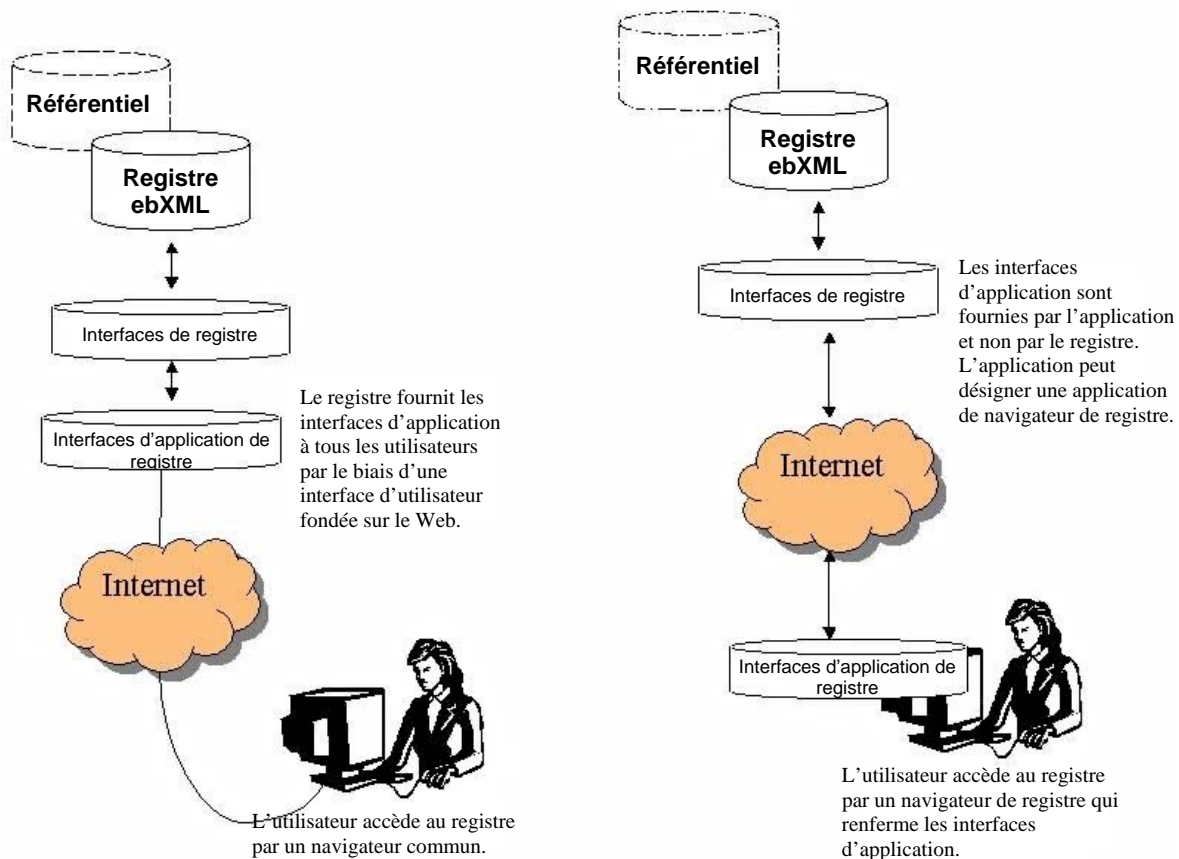 Référentiel
Registre
ebXML
Interfaces de registre
Interfaces d'application de
registre
Le registre fournit les
interfaces d'application
à tous les utilisateurs
par le biais d'une
interface d'utilisateur
fondée sur le Web.
Internet
L'utilisateur accède au registre
par un navigateur commun.
Référentiel
Registre
ebXML
Interfaces de registre
Les interfaces
d'application sont
fournies par l'application
et non par le registre.
L'application peut
désigner une application
de navigateur de registre.
Internet
Interfaces d'application de
registre
L'utilisateur accède au registre
par un navigateur de registre qui
renferme les interfaces
d'application.